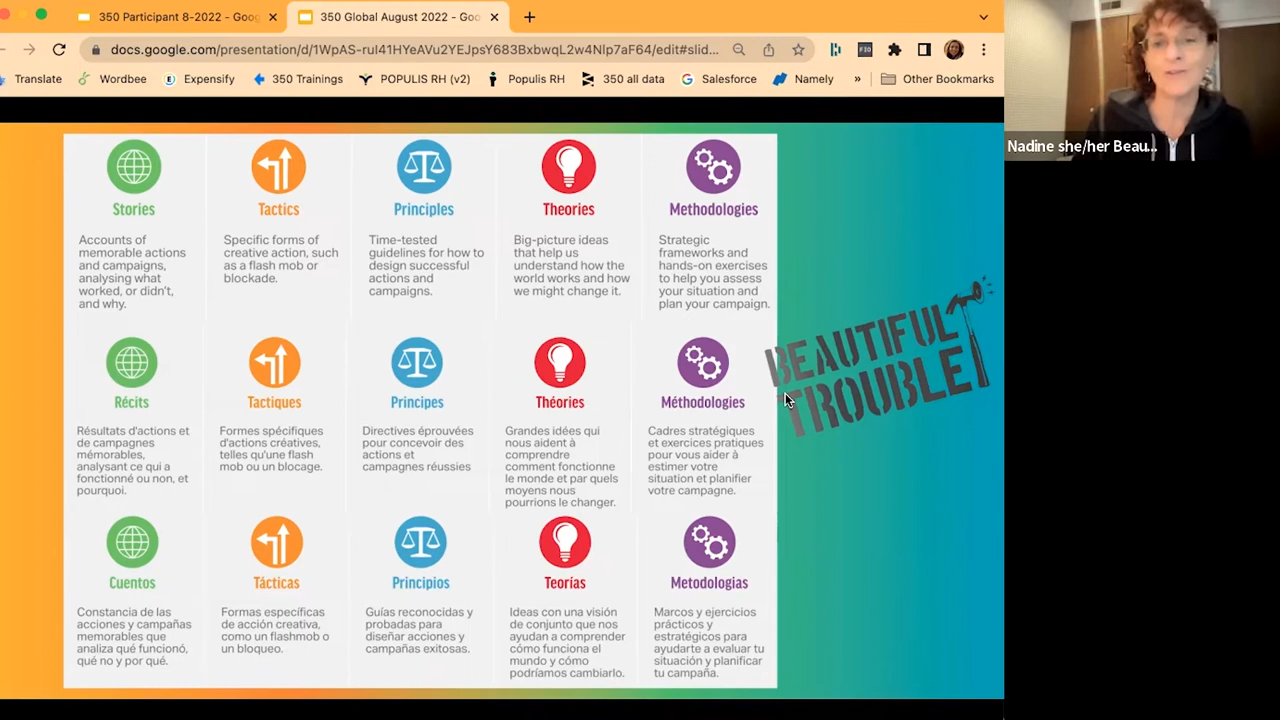 350 Participant 8-2022 - Goog
350 Global August 2022 - Goo
docs.google.com/presentation/d/1WpAS-ruI41HYeAVu2YEJpsY683BxbwqL2w4NIp7aF64/edit#slid...
Translate
Wordbee
Expensify
350 Trainings
POPULIS RH (v2)
Populis RH
350 all data
Salesforce
Namely
»
Other Bookmarks
Nadine she/her Beau...
Stories
Accounts of
memorable actions
and campaigns,
analysing what
worked, or didn't,
and why.
Tactics
Specific forms of
creative action, such
as a flash mob or
blockade.
Principles
Time-tested
guidelines for how to
design successful
actions and
campaigns.
Theories
Big-picture ideas
that help us
understand how the
world works and how
we might change it.
Methodologies
Strategic
frameworks and
hands-on exercises
to help you assess
your situation and
plan your campaign.
Récits
Résultats d'actions et
de campagnes
mémorables,
analysant ce qui a
fonctionné ou non, et
pourquoi.
Tactiques
Formes spécifiques
d'actions créatives,
telles qu'une flash
mob ou un blocage.
Principes
Directives éprouvées
pour concevoir des
actions et
campagnes réussies
Théories
Grandes idées qui
nous aident à
comprendre
comment fonctionne
le monde et par quels
moyens nous
pourrions le changer.
Méthodologies
Cadres stratégiques
et exercices pratiques
pour vous aider à
estimer votre
situation et planifier
votre campagne.
Cuentos
Constancia de las
acciones y campañas
memorables que
analiza qué funcionó,
qué no y por qué.
Tácticas
Formas específicas
de acción creativa,
como un flashmob o
un bloqueo.
Principios
Guías reconocidas y
probadas para
diseñar acciones y
campañas exitosas.
Teorías
Ideas con una visión
de conjunto que nos
ayudan a comprender
cómo funciona el
mundo y cómo
podríamos cambiarlo.
Metodologias
Marcos y ejercicios
prácticos y
estratégicos para
ayudarte a evaluar tu
situación y planificar
tu campaña.
BEAUTIFUL
TROUBLE